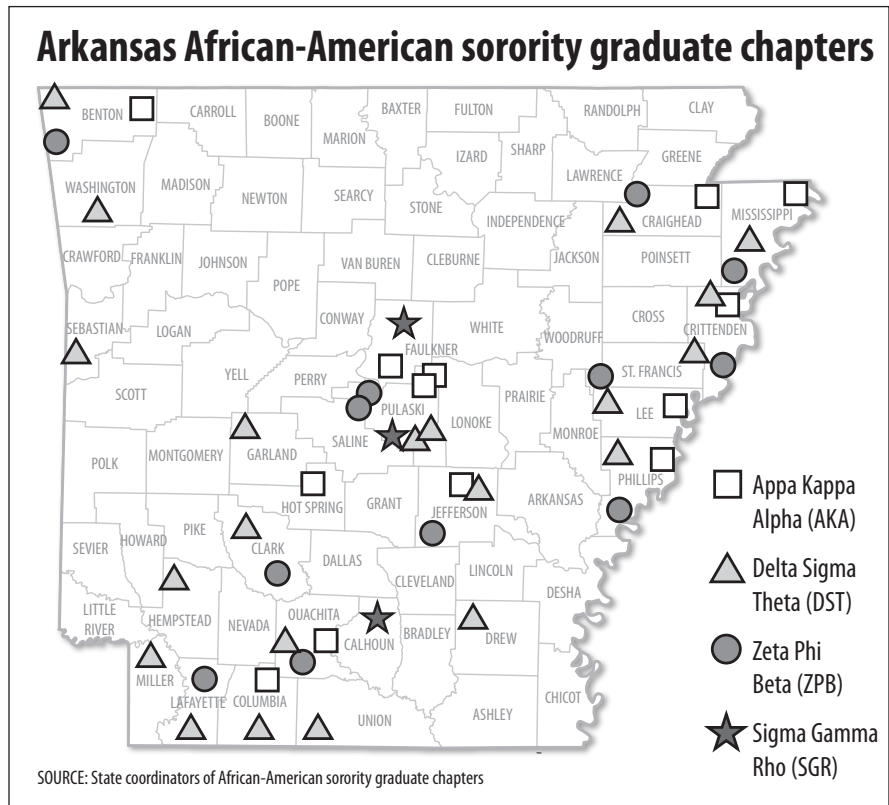 Arkansas African-American sorority graduate chapters
BENTON
CARROLL
BOONE
BAXTER
FULTON
RANDOLPH
CLAY
MARION
IZARD
SHARP
GREENE
LAWRENCE
WASHINGTON
MADISON
NEWTON
SEARCY
STONE
INDEPENDENCE
CRAIGHEAD
MISSISSIPPI
CRAWFORD
FRANKLIN
JOHNSON
POPE
VAN BUREN
CLEBURNE
JACKSON
POINSETT
SEBASTIAN
LOGAN
CONWAY
FAULKNER
WHITE
WOODRUFF
CROSS
CRITTENDEN
SCOTT
YELL
PERRY
PULASKI
LONOKE
PRAIRIE
ST. FRANCIS
LEE
POLK
MONTGOMERY
GARLAND
SALINE
MONROE
PHILLIPS
HOT SPRING
GRANT
JEFFERSON
ARKANSAS
SEVIER
HOWARD
PIKE
CLARK
DALLAS
CLEVELAND
LINCOLN
DESHA
LITTLE
RIVER
HEMPSTEAD
NEVADA
OUACHITA
CALHOUN
BRADLEY
DREW
MILLER
LAFAYETTE
COLUMBIA
UNION
ASHLEY
CHICOT
Appa Kappa
Alpha (AKA)
Delta Sigma
Theta (DST)
Zeta Phi
Beta (ZPB)
Sigma Gamma
Rho (SGR)
SOURCE: State coordinators of African-American sorority graduate chapters